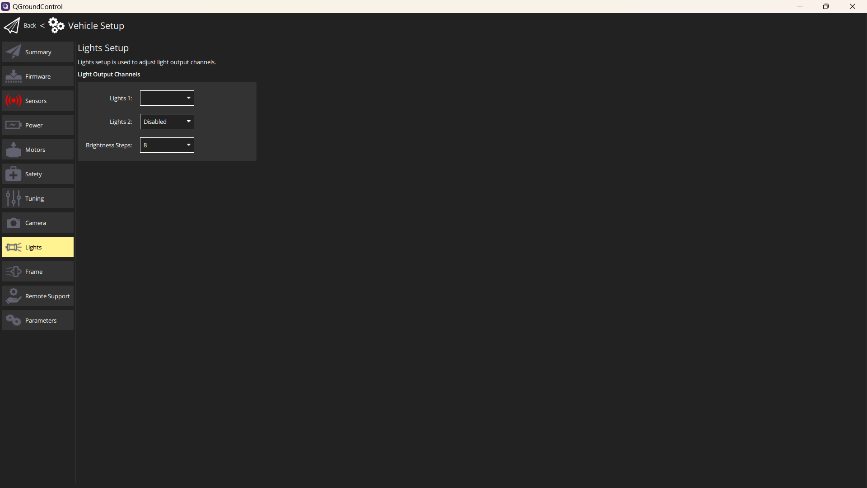 QGroundControl
Back < Vehicle Setup
Summary
Firmware
Sensors
Power
Motors
Safety
Tuning
Camera
Lights
Frame
Remote Support
Parameters
Lights Setup
Lights setup is used to adjust light output channels.
Light Output Channels
Lights 1:
Lights 2: Disabled
Brightness Steps: 8